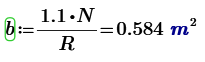 b := 1.1 • N / R = 0.584 m²